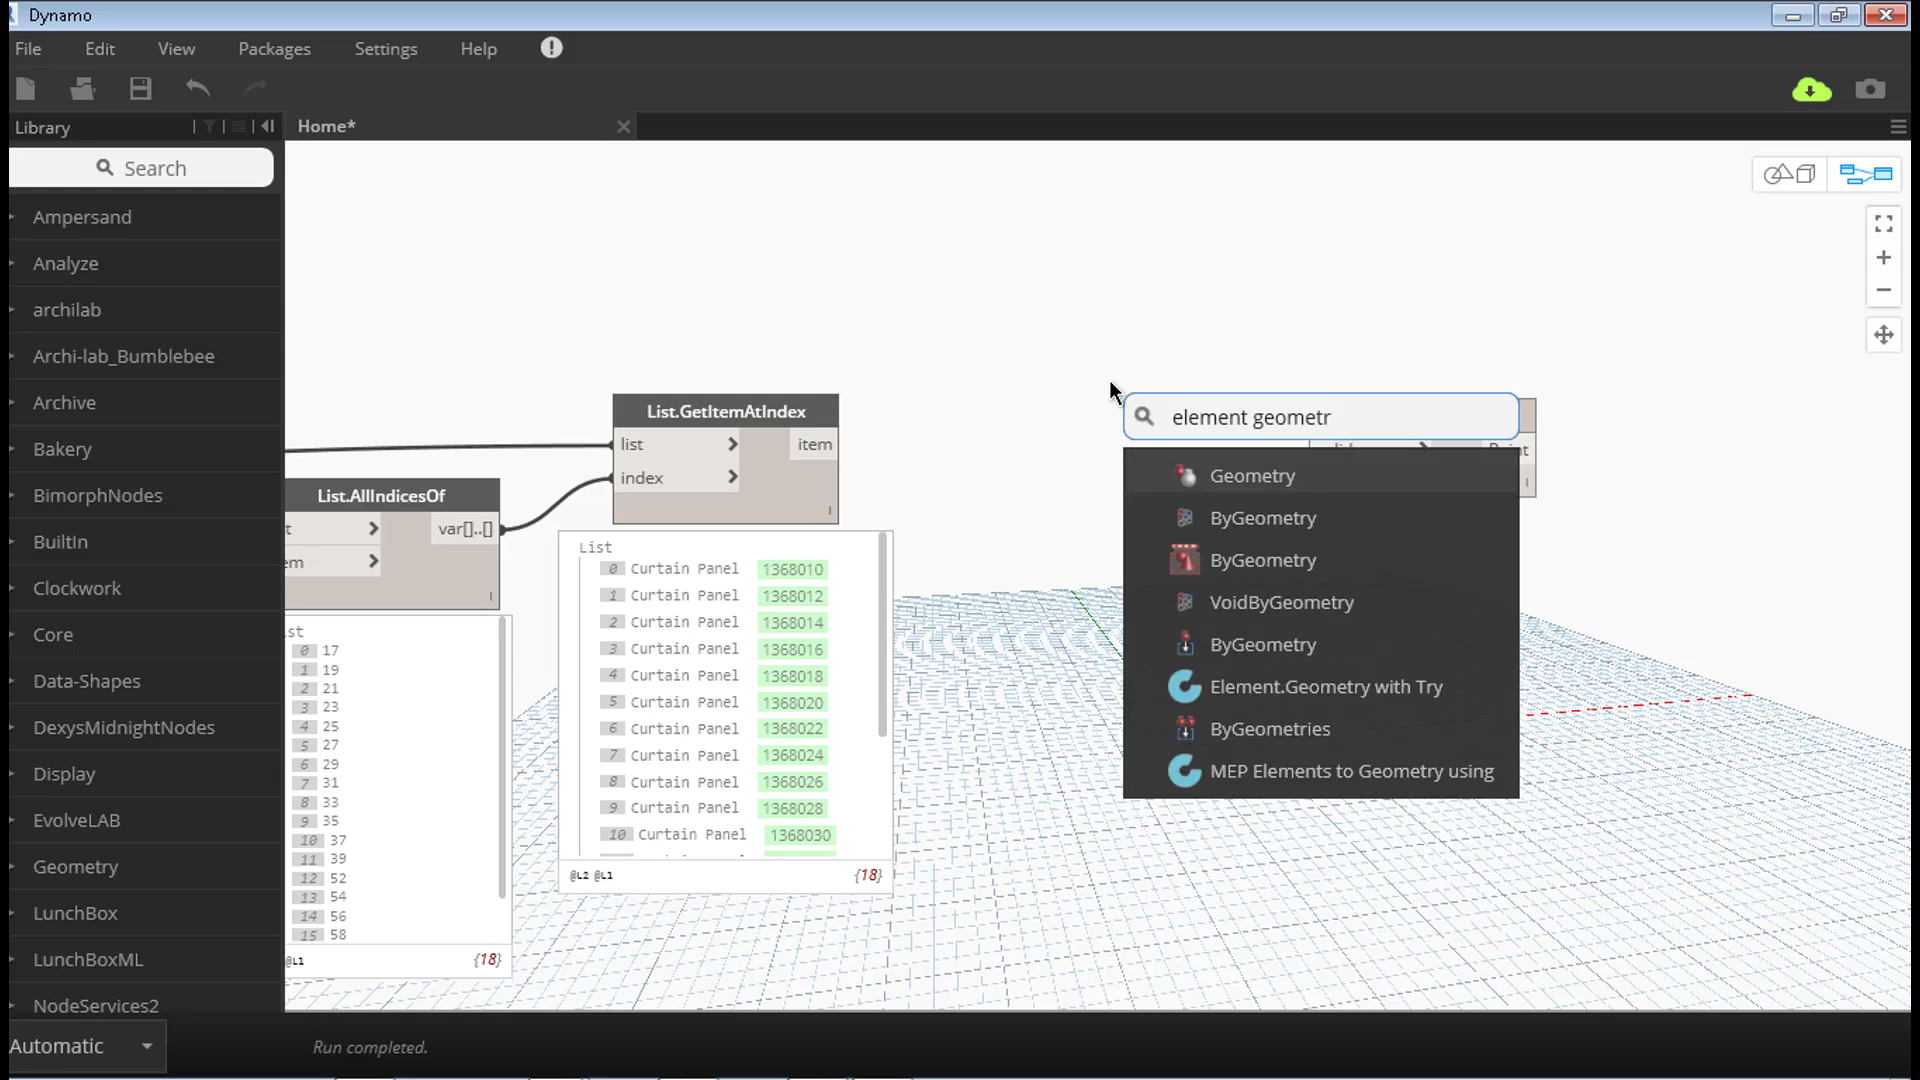 Dynamo
File Edit View Packages Settings Help
Library
Home*
Search
Ampersand
Analyze
archilab
Archi-lab_Bumblebee
Archive
Bakery
BimorphNodes
BuiltIn
Clockwork
Core
Data-Shapes
DexysMidnightNodes
Display
EvolveLAB
Geometry
LunchBox
LunchBoxML
NodeServices2
Automatic
Run completed.
List.AllIndicesOf
t var[]..[]
em
st
0 17
1 19
2 21
3 23
4 25
5 27
6 29
7 31
8 33
9 35
10 37
11 39
12 52
13 54
14 56
15 58
@L1 {18}
List.GetItemAtIndex
list item
index
List
0 Curtain Panel 1368010
1 Curtain Panel 1368012
2 Curtain Panel 1368014
3 Curtain Panel 1368016
4 Curtain Panel 1368018
5 Curtain Panel 1368020
6 Curtain Panel 1368022
7 Curtain Panel 1368024
8 Curtain Panel 1368026
9 Curtain Panel 1368028
10 Curtain Panel 1368030
@L2 @L1 {18}
element geometr
Geometry
ByGeometry
ByGeometry
VoidByGeometry
ByGeometry
Element.Geometry with Try
ByGeometries
MEP Elements to Geometry using